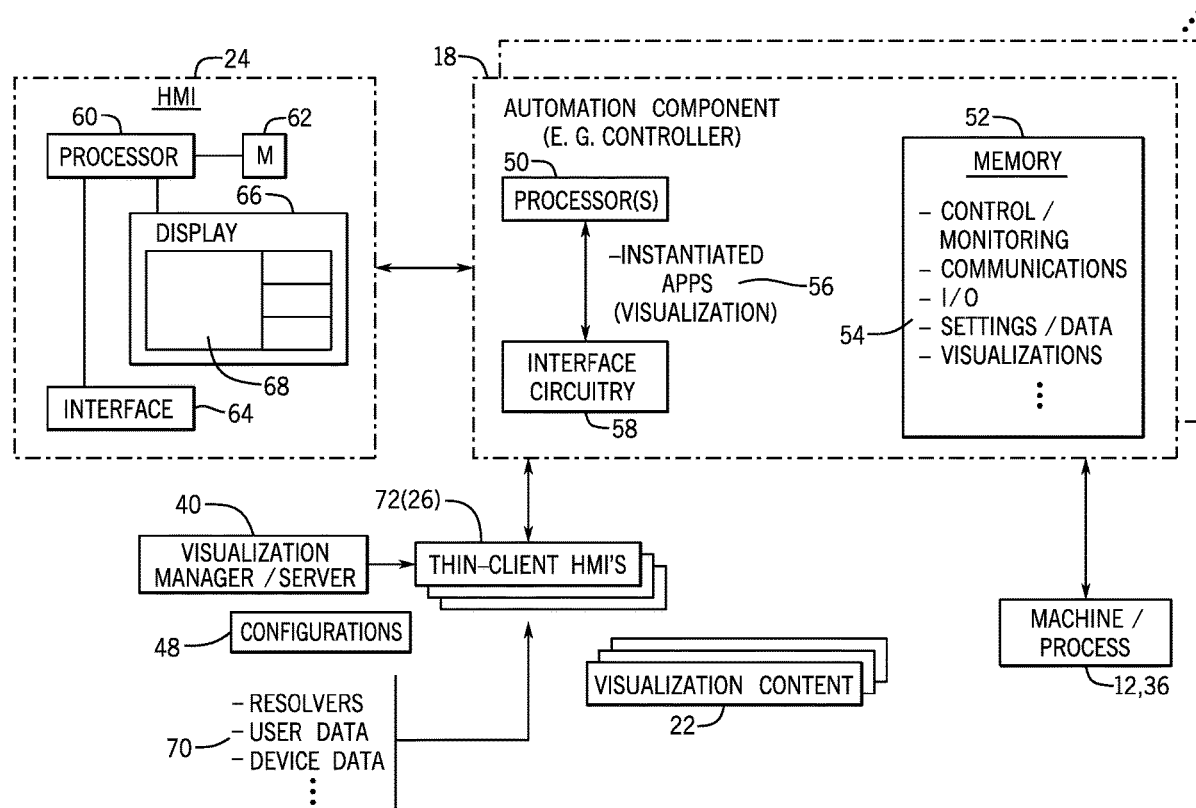 24
HMI
60
PROCESSOR
62
M
66
DISPLAY
68
INTERFACE
64
18
AUTOMATION COMPONENT
(E. G. CONTROLLER)
50
PROCESSOR(S)
–INSTANTIATED
APPS
(VISUALIZATION)
56
INTERFACE
CIRCUITRY
58
52
MEMORY
– CONTROL /
MONITORING
– COMMUNICATIONS
– I/O
54
– SETTINGS / DATA
– VISUALIZATIONS
40
VISUALIZATION
MANAGER / SERVER
72(26)
THIN–CLIENT HMI'S
48
CONFIGURATIONS
70
– RESOLVERS
– USER DATA
– DEVICE DATA
VISUALIZATION CONTENT
22
MACHINE /
PROCESS
12,36